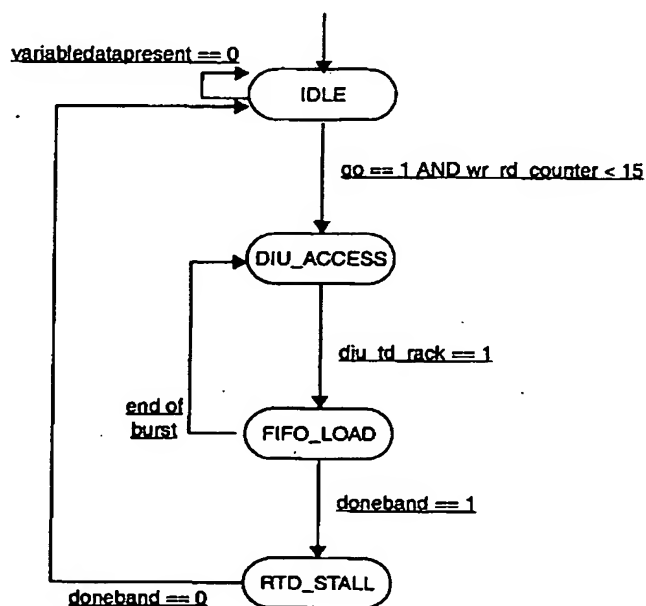 variabledatapresent == 0
IDLE
go == 1 AND wr_rd_counter < 15
DIU_ACCESS
diu_td_rack == 1
end of
burst
FIFO_LOAD
doneband == 1
RTD_STALL
doneband == 0